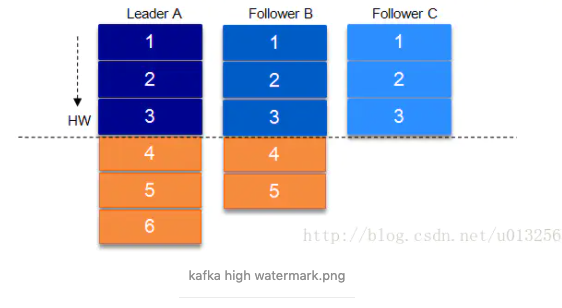 Leader A Follower B Follower C
1 1 1
2 2 2
3 3 3
HW
4 4
5 5
6
http://blog.csdn.net/u013256
kafka high watermark.png